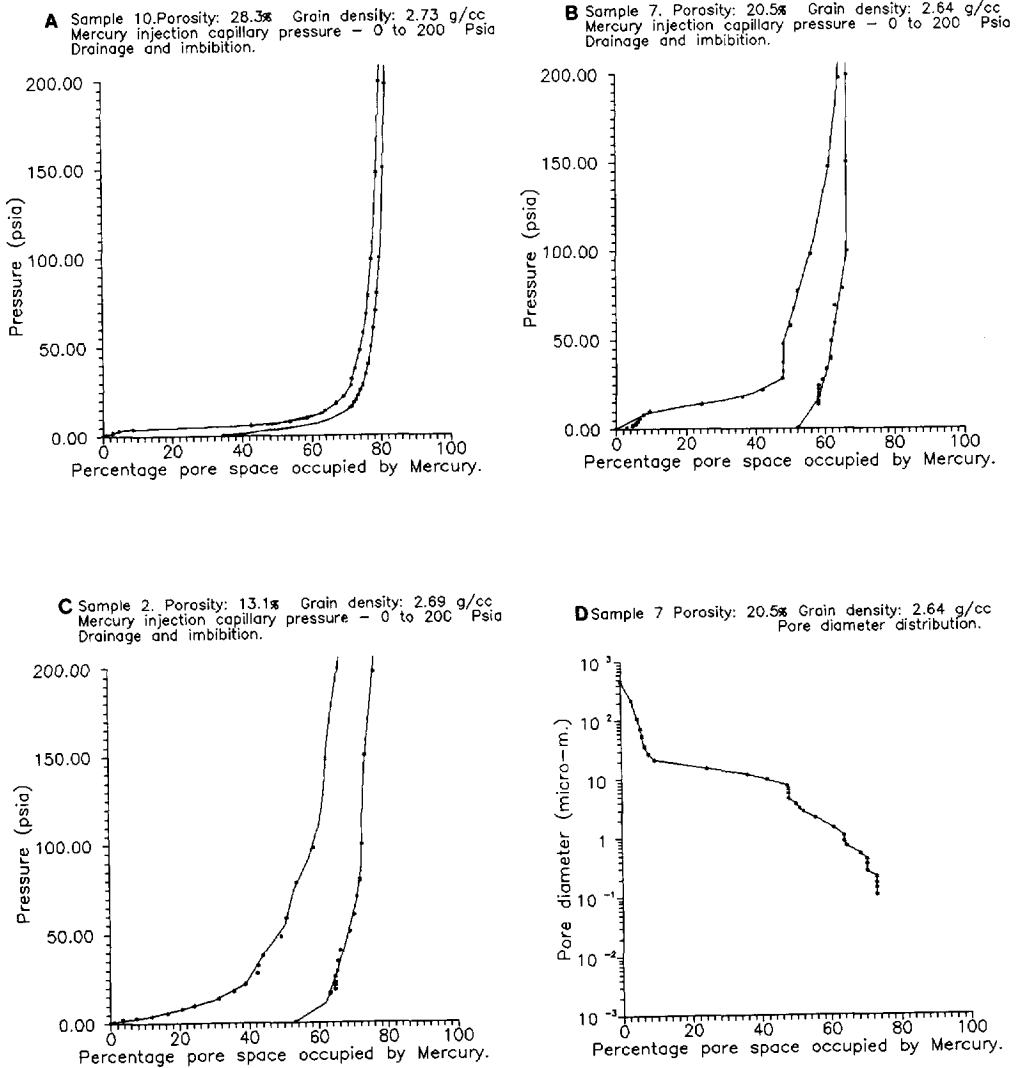 A Sample 10.Porosity: 28.3% Grain density: 2.73 g/cc
Mercury injection capillary pressure – 0 to 200 Psia
Drainage and imbibition.
200.00
150.00
100.00
50.00
0.00
Pressure (psia)
0 20 40 60 80 100
Percentage pore space occupied by Mercury.
B Sample 7. Porosity: 20.5% Grain density: 2.64 g/cc
Mercury injection capillary pressure – 0 to 200 Psia
Drainage and imbibition.
200.00
150.00
100.00
50.00
0.00
Pressure (psia)
0 20 40 60 80 100
Percentage pore space occupied by Mercury.
C Sample 2. Porosity: 13.1% Grain density: 2.69 g/cc
Mercury injection capillary pressure – 0 to 200 Psia
Drainage and imbibition.
200.00
150.00
100.00
50.00
0.00
Pressure (psia)
0 20 40 60 80 100
Percentage pore space occupied by Mercury.
D Sample 7 Porosity: 20.5% Grain density: 2.64 g/cc
Pore diameter distribution.
10 3
10 2
10
1
10 -1
10 -2
10 -3
Pore diameter (micro–m.)
0 20 40 60 80 100
Percentage pore space occupied by Mercury.